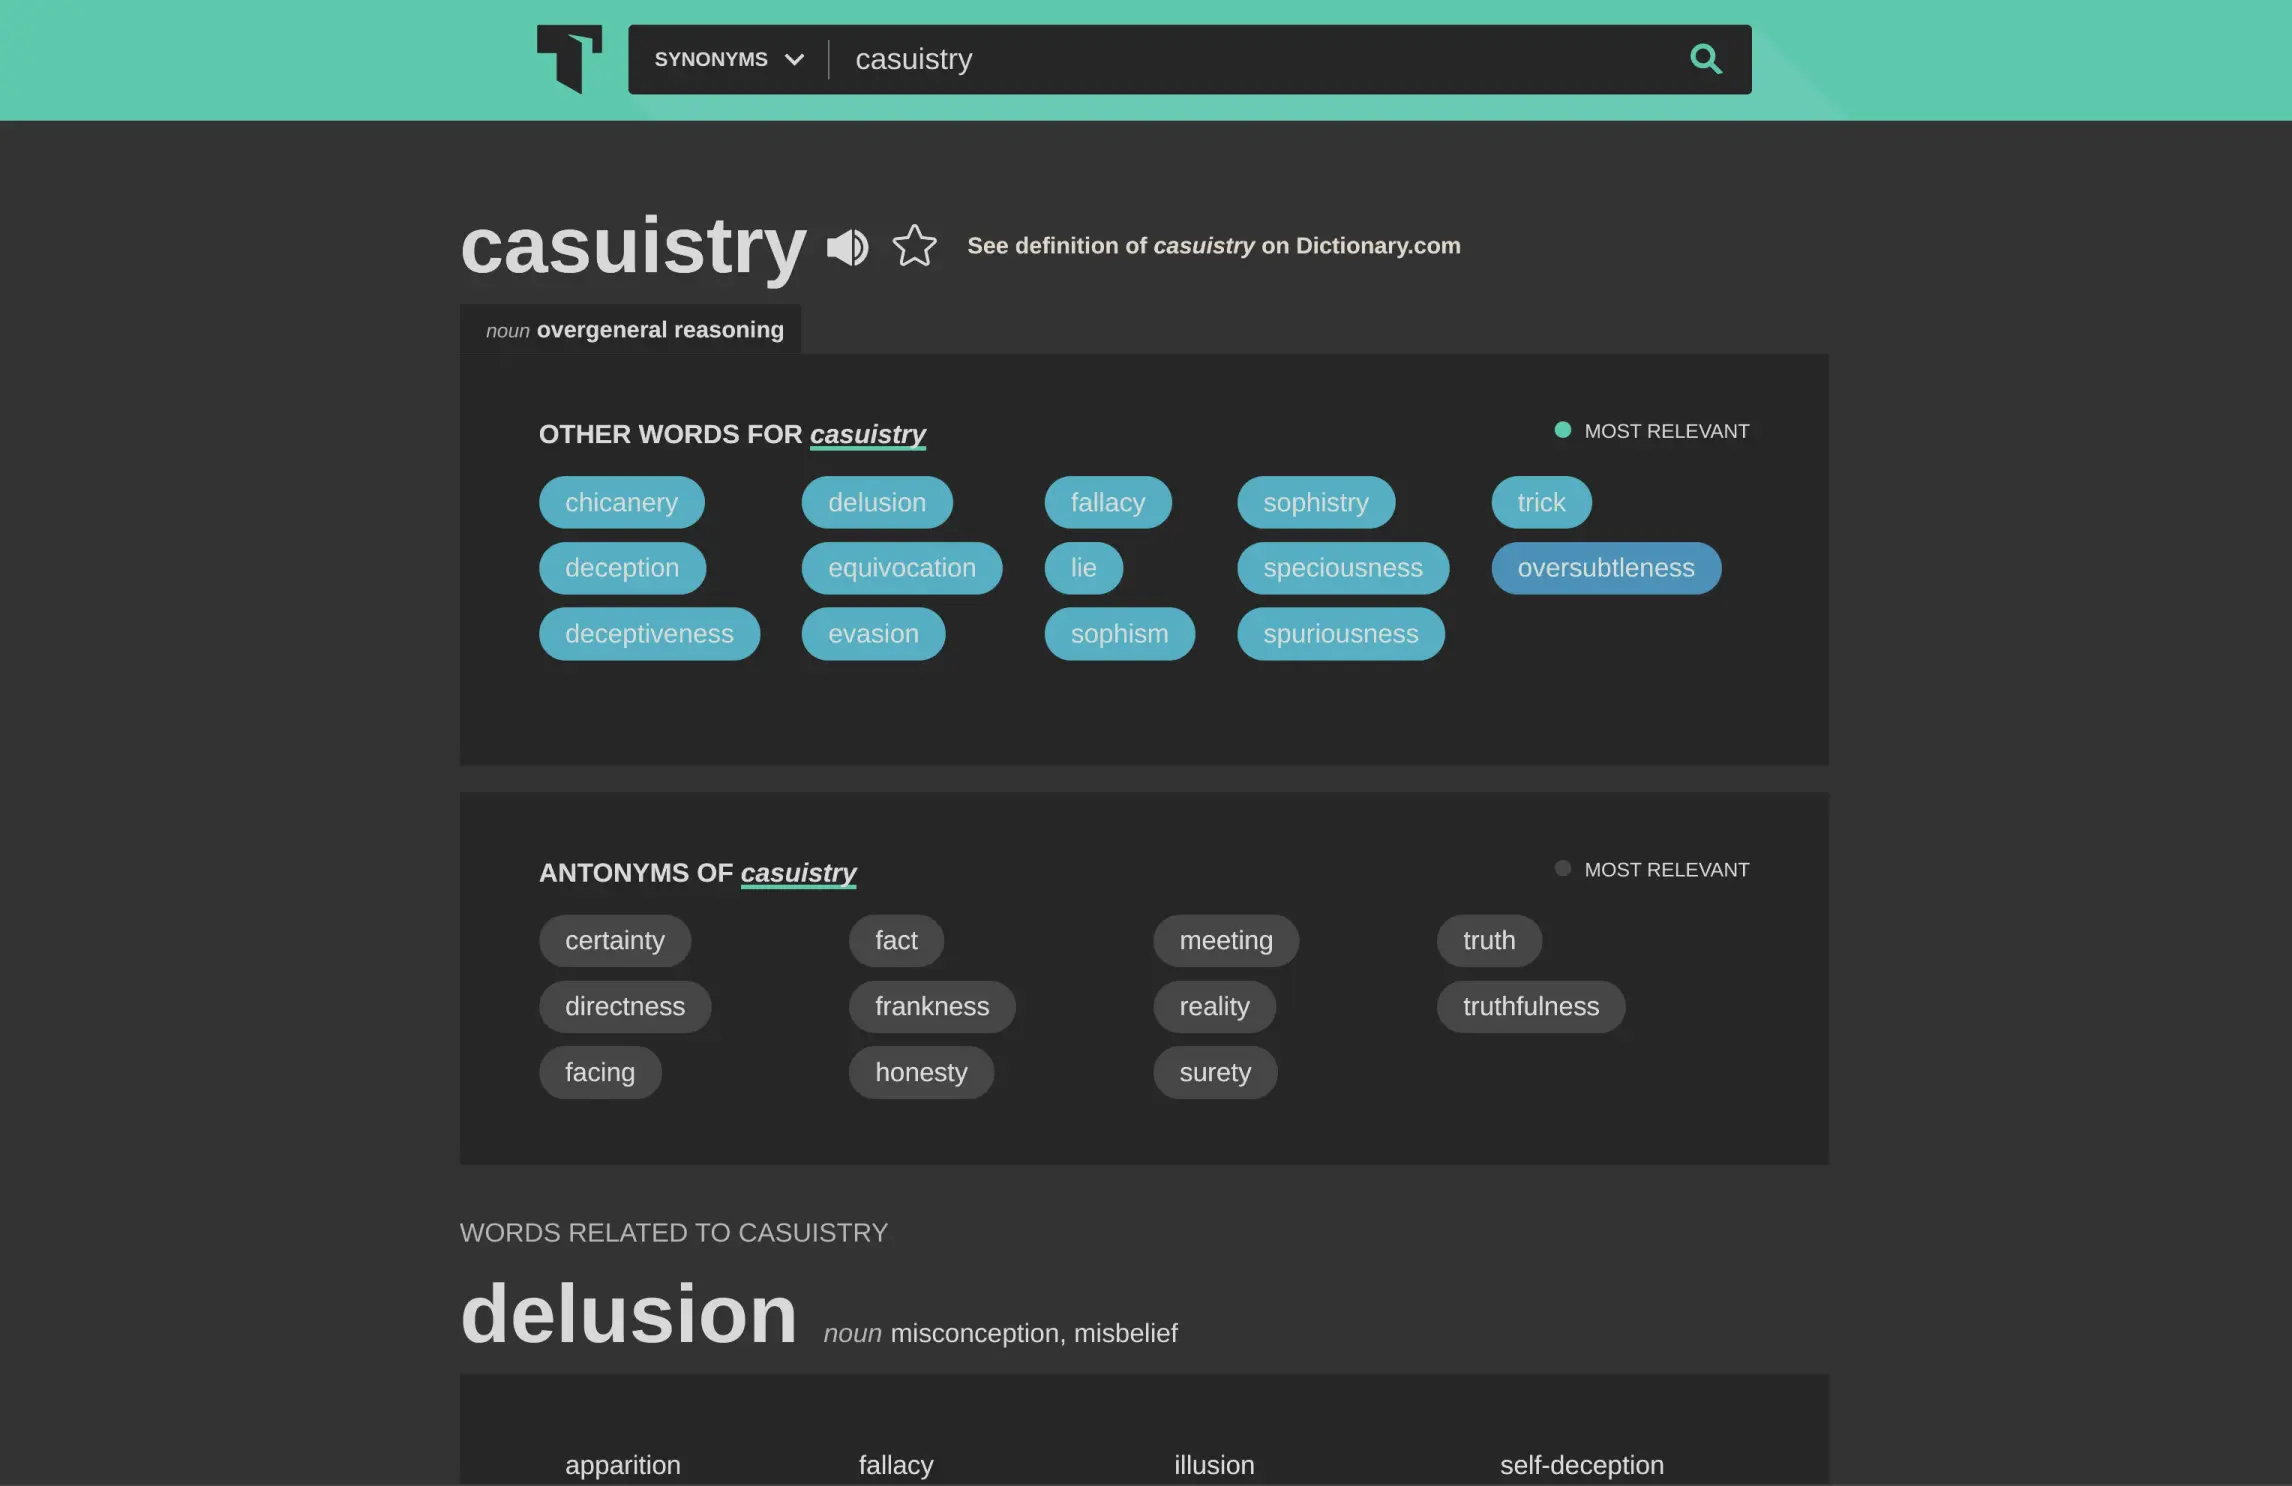 SYNONYMS casuistry
casuistry See definition of casuistry on Dictionary.com
noun overgeneral reasoning
OTHER WORDS FOR casuistry MOST RELEVANT
chicanery delusion fallacy sophistry trick
deception equivocation lie speciousness oversubtleness
deceptiveness evasion sophism spuriousness
ANTONYMS OF casuistry MOST RELEVANT
certainty fact meeting truth
directness frankness reality truthfulness
facing honesty surety
WORDS RELATED TO CASUISTRY
delusion noun misconception, misbelief
apparition fallacy illusion self-deception